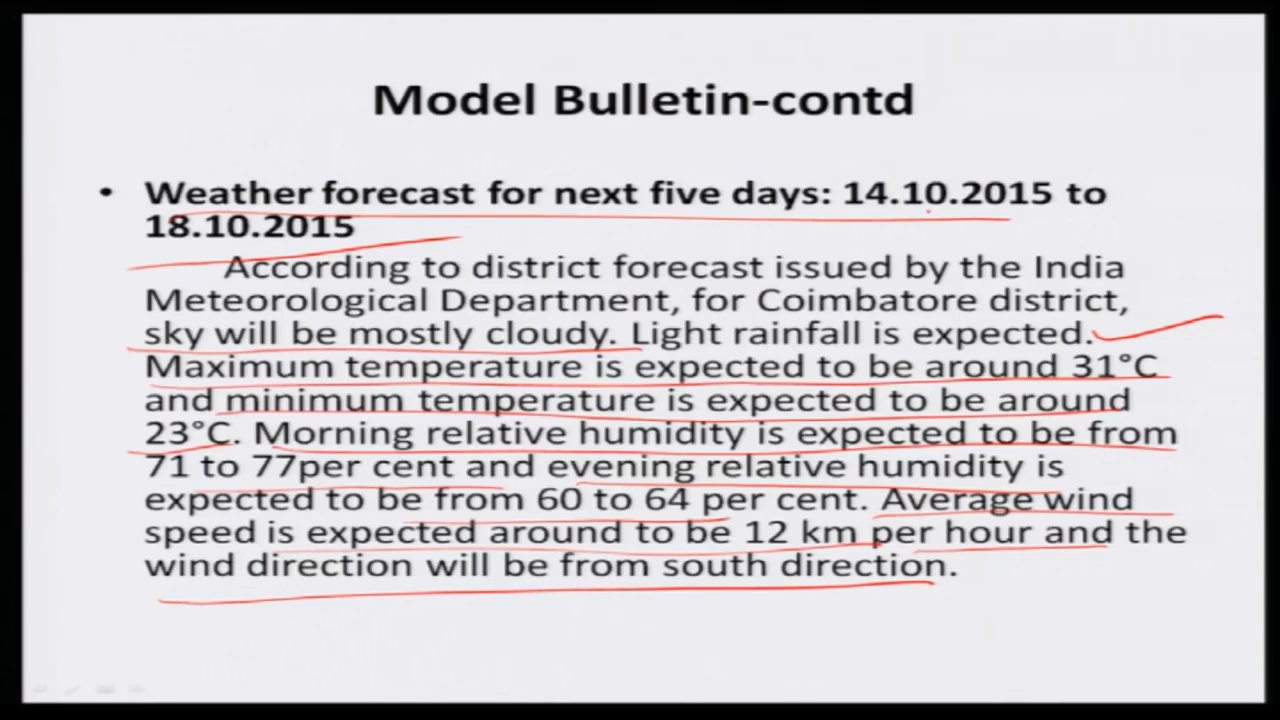 Model Bulletin-contd
• Weather forecast for next five days: 14.10.2015 to
18.10.2015
According to district forecast issued by the India
Meteorological Department, for Coimbatore district,
sky will be mostly cloudy. Light rainfall is expected.
Maximum temperature is expected to be around 31°C
and minimum temperature is expected to be around
23°C. Morning relative humidity is expected to be from
71 to 77per cent and evening relative humidity is
expected to be from 60 to 64 per cent. Average wind
speed is expected around to be 12 km per hour and the
wind direction will be from south direction.